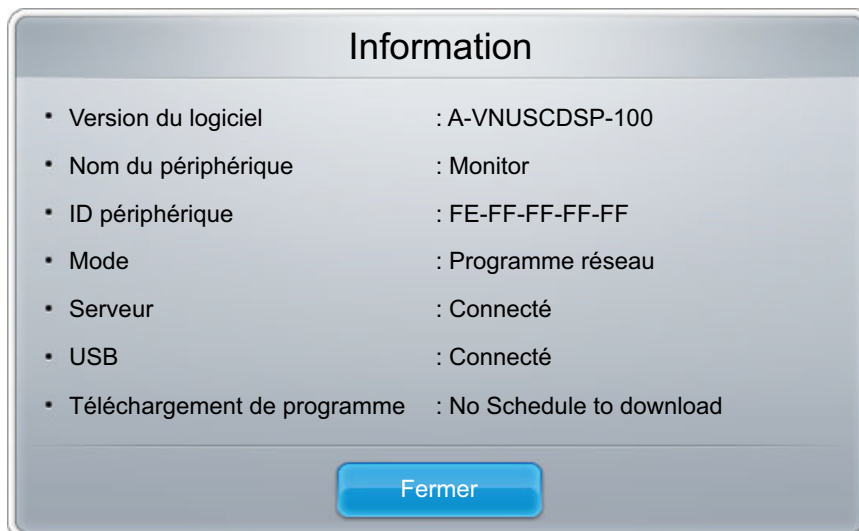 Information
• Version du logiciel : A-VNUSCDSP-100
• Nom du périphérique : Monitor
• ID périphérique : FE-FF-FF-FF-FF
• Mode : Programme réseau
• Serveur : Connecté
• USB : Connecté
• Téléchargement de programme : No Schedule to download
Fermer